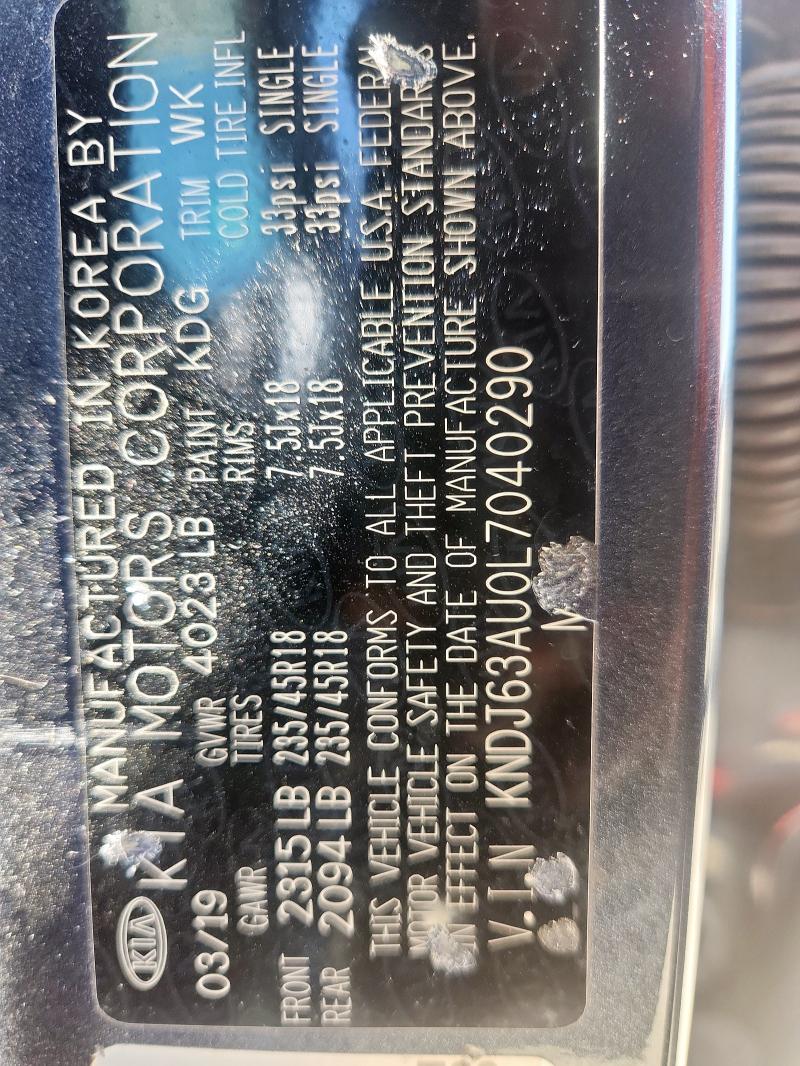 KIA MANUFACTURED IN KOREA BY
KIA MOTORS CORPORATION
03/19 GVWR 4023 LB PAINT KDG TRIM WK
GAWR TIRES RIMS COLD TIRE INFL
FRONT 2315 LB 235/45R18 7.5Jx18 33psi SINGLE
REAR 2094 LB 235/45R18 7.5Jx18 33psi SINGLE
THIS VEHICLE CONFORMS TO ALL APPLICABLE U.S.A. FEDERAL
MOTOR VEHICLE SAFETY AND THEFT PREVENTION STANDARDS
IN EFFECT ON THE DATE OF MANUFACTURE SHOWN ABOVE.
V.I.N KNDJ63AU0L7040290